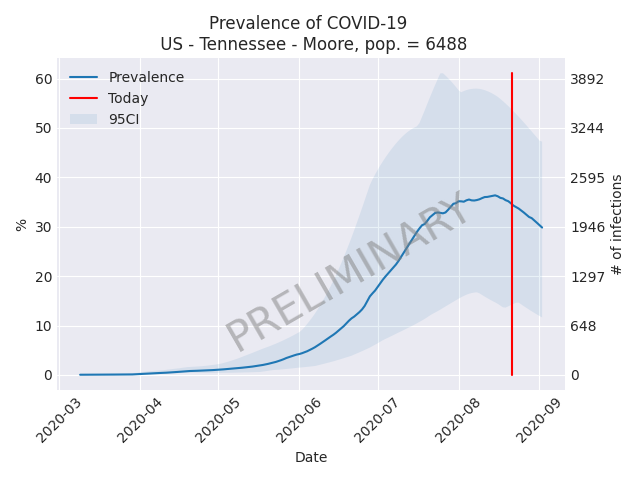 Prevalence of COVID-19
US - Tennessee - Moore, pop. = 6488
Prevalence
Today
95CI
PRELIMINARY
60
50
40
30
20
10
0
%
3892
3244
2595
1946
1297
648
0
# of infections
2020-03
2020-04
2020-05
2020-06
2020-07
2020-08
2020-09
Date